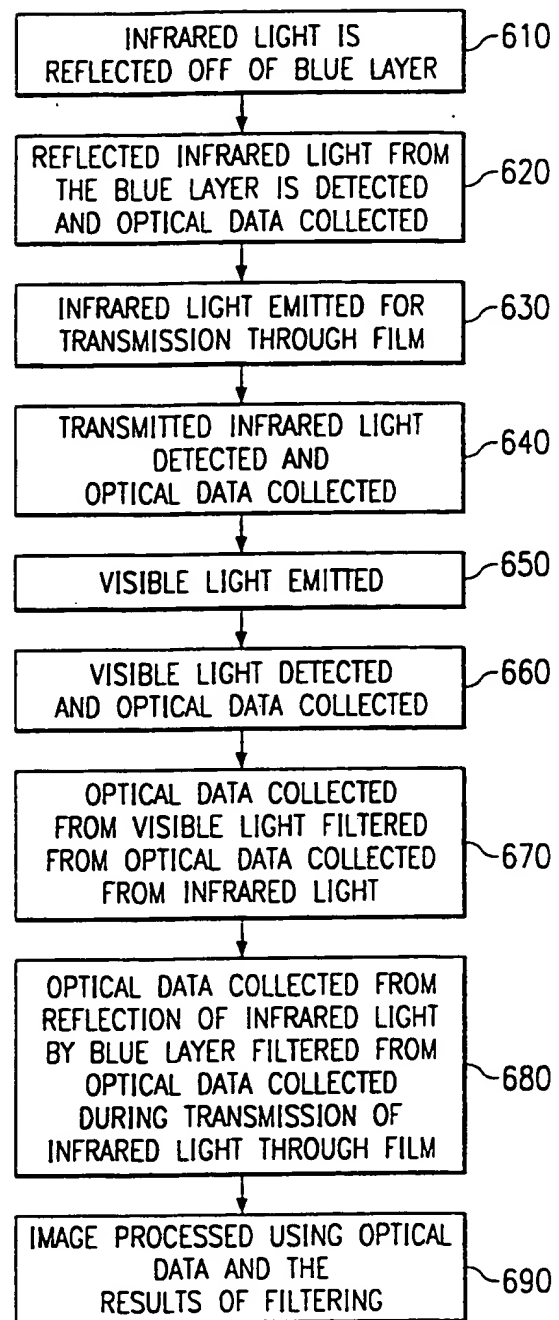 INFRARED LIGHT IS
REFLECTED OFF OF BLUE LAYER
610
REFLECTED INFRARED LIGHT FROM
THE BLUE LAYER IS DETECTED
AND OPTICAL DATA COLLECTED
620
INFRARED LIGHT EMITTED FOR
TRANSMISSION THROUGH FILM
630
TRANSMITTED INFRARED LIGHT
DETECTED AND
OPTICAL DATA COLLECTED
640
VISIBLE LIGHT EMITTED
650
VISIBLE LIGHT DETECTED
AND OPTICAL DATA COLLECTED
660
OPTICAL DATA COLLECTED
FROM VISIBLE LIGHT FILTERED
FROM OPTICAL DATA COLLECTED
FROM INFRARED LIGHT
670
OPTICAL DATA COLLECTED FROM
REFLECTION OF INFRARED LIGHT
BY BLUE LAYER FILTERED FROM
OPTICAL DATA COLLECTED
DURING TRANSMISSION OF
INFRARED LIGHT THROUGH FILM
680
IMAGE PROCESSED USING OPTICAL
DATA AND THE
RESULTS OF FILTERING
690